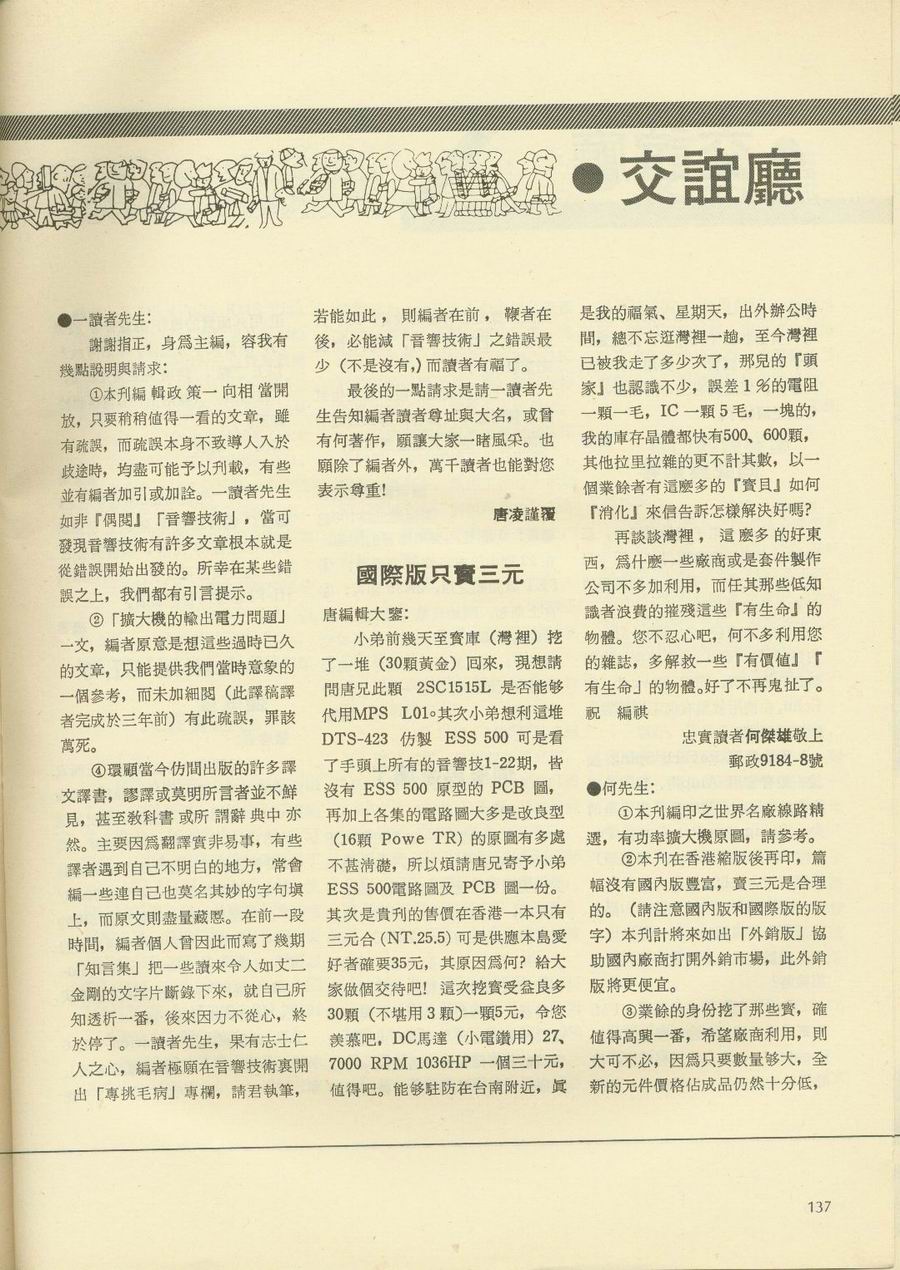 ●交誼廳
●一讀者先生：
謝謝指正，身爲主編，容我有
幾點說明與請求：
①本刊編輯政策一向相當開
放，只要稍稍值得一看的文章，雖
有疏誤，而疏誤本身不致導人入於
歧途時，均盡可能予以刋載，有些
並有編者加引或加詮。一讀者先生
如非『偶閱』「音響技術」，當可
發現音響技術有許多文章根本就是
從錯誤開始出發的。所幸在某些錯
誤之上，我們都有引言提示。
②「擴大機的輸出電力問題」
一文，編者原意是想這些過時已久
的文章，只能提供我們當時意象的
一個參考，而未加細閱（此譯稿譯
者完成於三年前）有此疏誤，罪該
萬死。
④環顧當今仿間出版的許多譯
文譯書，謬譯或莫明所言者並不鮮
見，甚至敎科書或所謂辭典中亦
然。主要因爲翻譯實非易事，有些
譯者遇到自己不明白的地方，常會
編一些連自己也莫名其妙的字句塡
上，而原文則盡量藏慝。在前一段
時間，編者個人曾因此而寫了幾期
「知言集」把一些讀來令人如丈二
金剛的文字片斷錄下來，就自己所
知透析一番，後來因力不從心，終
於停了。一讀者先生，果有志士仁
人之心，編者極願在音響技術裏開
出「專挑毛病」專欄，請君執筆，
若能如此，則編者在前，鞭者在
後，必能減「音響技術」之錯誤最
少（不是沒有，）而讀者有福了。
最後的一點請求是請一讀者先
生告知編者讀者尊址與大名，或曾
有何著作，願讓大家一睹風采。也
願除了編者外，萬千讀者也能對您
表示尊重！
唐凌謹覆
國際版只賣三元
唐編輯大鑒：
小弟前幾天至寳庫（灣裡）挖
了一堆（30顆黃金）回來，現想請
問唐兄此顆 2SC1515L 是否能够
代用MPS L01。其次小弟想利這堆
DTS-423 仿製 ESS 500 可是看
了手頭上所有的音響技1-22期，皆
沒有 ESS 500 原型的 PCB 圖，
再加上各集的電路圖大多是改良型
（16顆 Powe TR）的原圖有多處
不甚淸礎，所以煩請唐兄寄予小弟
ESS 500電路圖及 PCB 圖一份。
其次是貴刋的售價在香港一本只有
三元合（NT.25.5）可是供應本島愛
好者確要35元，其原因爲何？給大
家做個交待吧！這次挖寳受益良多
30顆（不堪用3顆）一顆5元，令您
羨慕吧，DC馬達（小電鑽用）27、
7000 RPM 1036HP 一個三十元，
値得吧。能够駐防在台南附近，眞
是我的福氣、星期天，出外辦公時
間，總不忘逛灣裡一趟，至今灣裡
已被我走了多少次了，那兒的『頭
家』也認識不少，誤差1％的電阻
一顆一毛，IC 一顆5毛，一塊的，
我的庫存晶體都快有500、600顆，
其他拉里拉雜的更不計其數，以一
個業餘者有這麼多的『寳貝』如何
『消化』來信告訴怎樣解決好嗎？
再談談灣裡，這麽多的好東
西，爲什麽一些廠商或是套件製作
公司不多加利用，而任其那些低知
識者浪費的摧殘這些『有生命』的
物體。您不忍心吧，何不多利用您
的雜誌，多解救一些『有價値』『
有生命」的物體。好了不再鬼扯了。
祝 編祺
忠實讀者何傑雄敬上
郵政9184-8號
●何先生：
①本刋編印之世界名廠線路精
選，有功率擴大機原圖，請參考。
②本刋在香港縮版後再印，篇
幅沒有國內版豐富，賣三元是合理
的。（請注意國內版和國際版的版
字）本刋計將來如出「外銷版」協
助國內廠商打開外銷市場，此外銷
版將更便宜。
③業餘的身份挖了那些寳，確
値得高興一番，希望廠商利用，則
大可不必，因爲只要數量够大，全
新的元件價格佔成品仍然十分低，
137